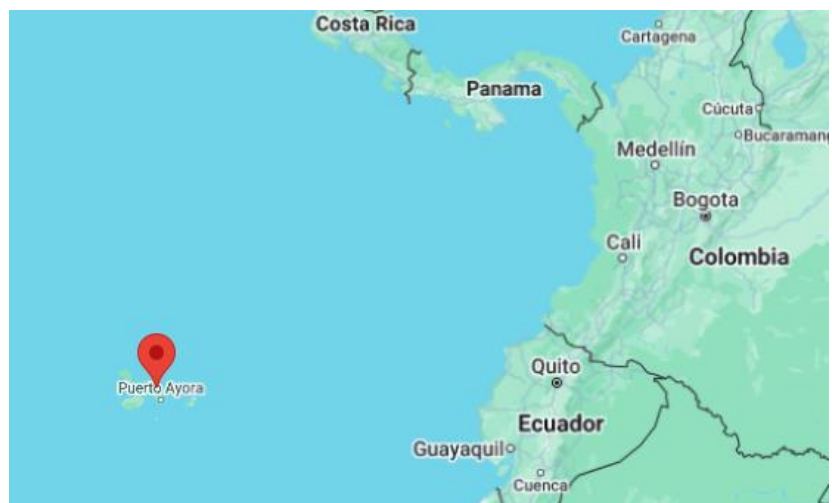 Costa Rica
Cartagena
Panama
Cúcuta
Bucaramang
Medellín
Bogota
Cali
Colombia
Quito
Puerto Ayora
Ecuador
Guayaquil
Cuenca